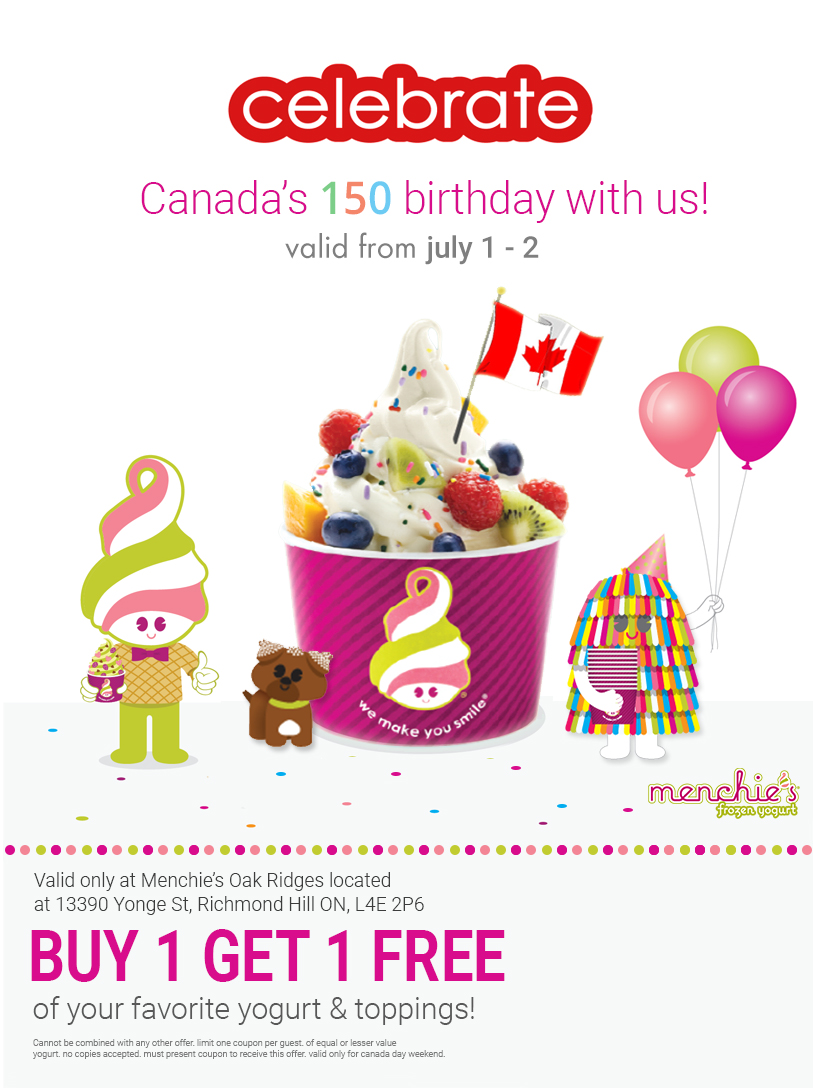 celebrate
Canada's 150 birthday with us!
valid from july 1 - 2
we make you smile®
menchie's
frozen yogurt
Valid only at Menchie's Oak Ridges located
at 13390 Yonge St, Richmond Hill ON, L4E 2P6
BUY 1 GET 1 FREE
of your favorite yogurt & toppings!
Cannot be combined with any other offer. limit one coupon per guest. of equal or lesser value
yogurt. no copies accepted. must present coupon to receive this offer. valid only for canada day weekend.